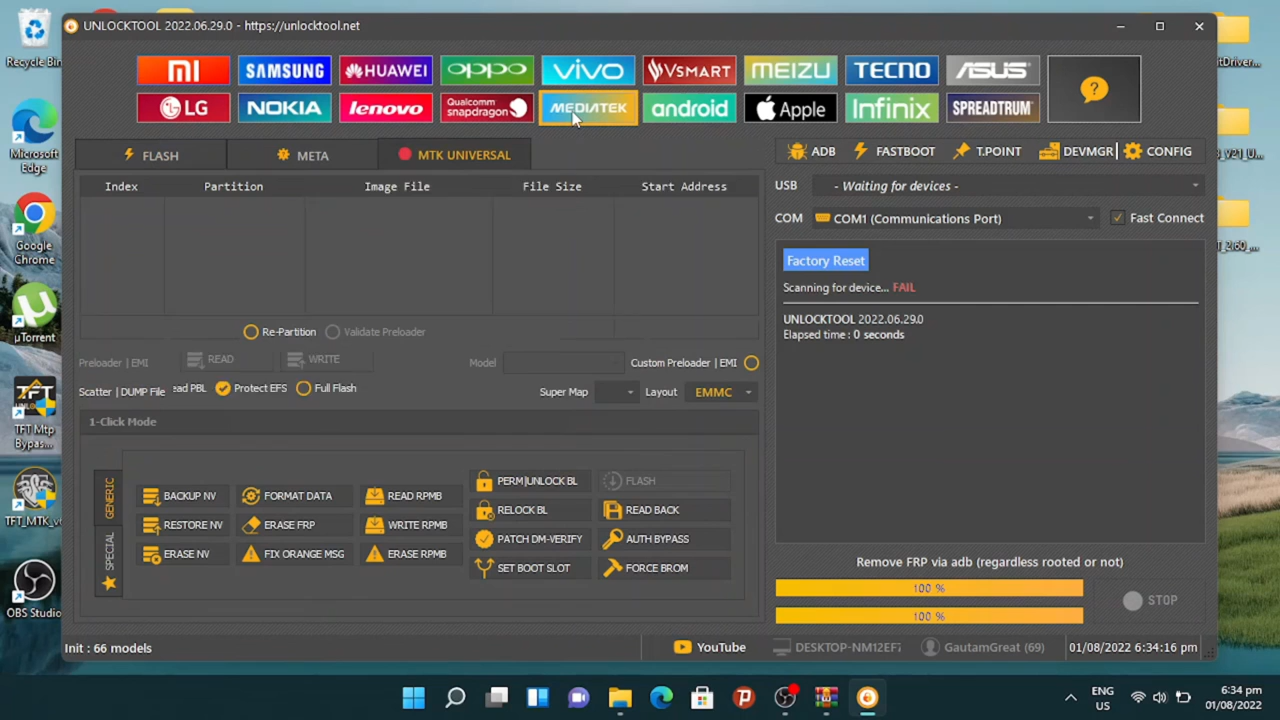 UNLOCKTOOL 2022.06.29.0 - https://unlocktool.net
Recycle Bin
Microsoft Edge
Google Chrome
µTorrent
TFT Mtp Bypas...
TFT_MTK_v
OBS Studio
mi SAMSUNG HUAWEI oppo vivo VSMART MEIZU TECNO ASUS
LG NOKIA lenovo Qualcomm snapdragon MEDIATEK android Apple Infinix SPREADTRUM
?
FLASH META MTK UNIVERSAL
Index Partition Image File File Size Start Address
Re-Partition Validate Preloader
Preloader | EMI READ WRITE Model Custom Preloader | EMI
Scatter | DUMP File ead PBL Protect EFS Full Flash Super Map Layout EMMC
1-Click Mode
GENERIC
SPECIAL
BACKUP NV FORMAT DATA READ RPMB
RESTORE NV ERASE FRP WRITE RPMB
ERASE NV FIX ORANGE MSG ERASE RPMB
PERM|UNLOCK BL FLASH
RELOCK BL READ BACK
PATCH DM-VERIFY AUTH BYPASS
SET BOOT SLOT FORCE BROM
ADB FASTBOOT T.POINT DEVMGR CONFIG
USB - Waiting for devices -
COM COM1 (Communications Port) Fast Connect
Factory Reset
Scanning for device... FAIL
UNLOCKTOOL 2022.06.29.0
Elapsed time : 0 seconds
Remove FRP via adb (regardless rooted or not)
100 %
100 %
STOP
Init : 66 models YouTube DESKTOP-NM12EF7 GautamGreat (69) 01/08/2022 6:34:16 pm
itDriver...
_V21_U...
T_2|60_...
ENG
US
6:34 pm
01/08/2022